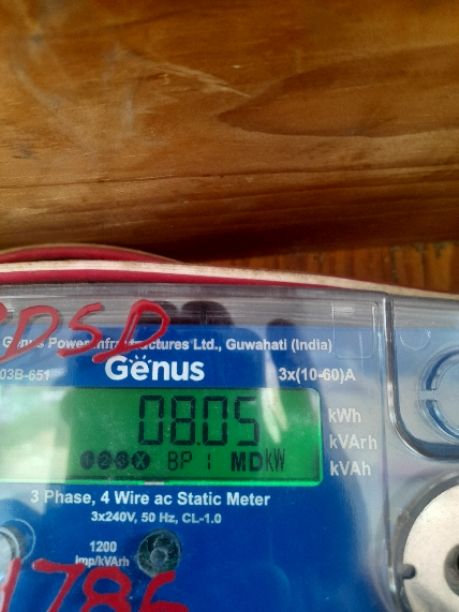 DSD
Genus Power Infrastructures Ltd., Guwahati (India)
03B-651
Genus
3x(10-60)A
08.05
kWh
kVArh
kVAh
BP 1 MD kW
3 Phase, 4 Wire ac Static Meter
3x240V, 50 Hz, CL-1.0
1200
imp/kVArh
1786